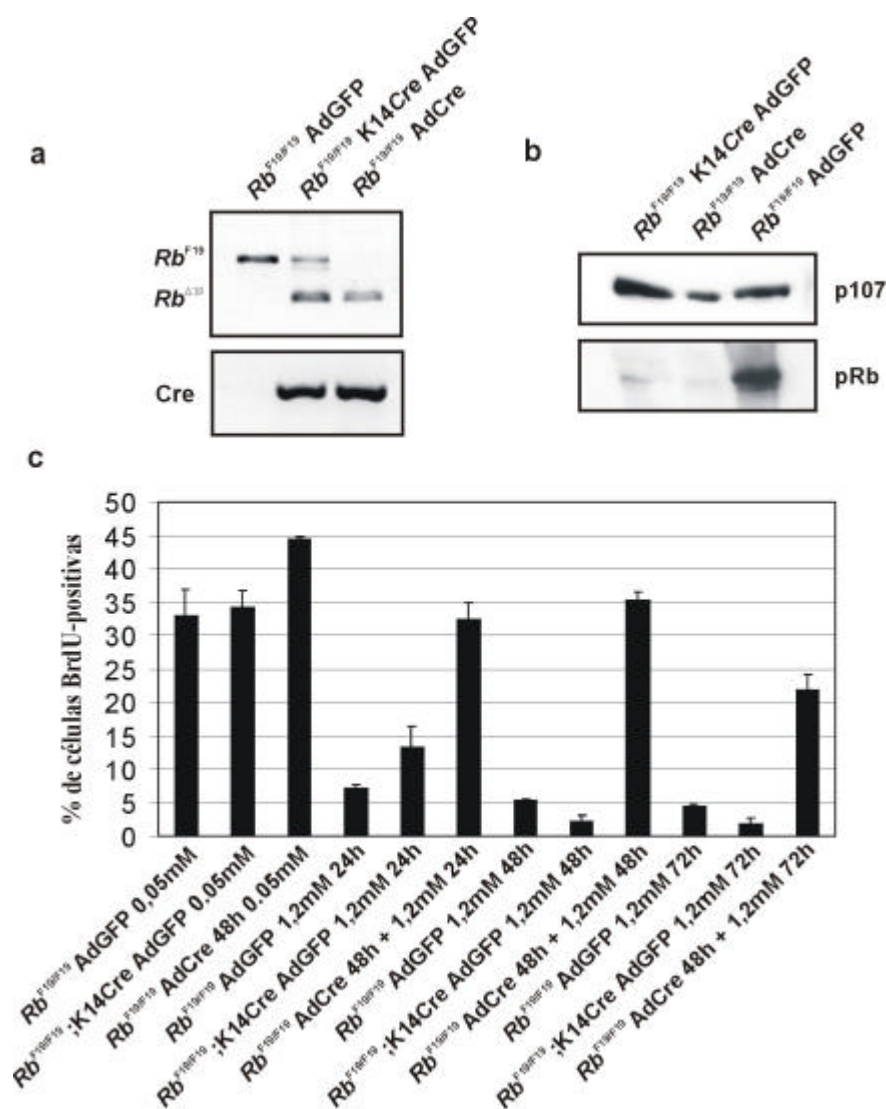 a
Rb^F19/F19 AdGFP
Rb^F19/F19 K14Cre AdGFP
Rb^F19/F19 AdCre
Rb^F19
Cre
b
Rb^F19/F19 K14Cre AdGFP
Rb^F19/F19 AdCre
Rb^F19/F19 AdGFP
p107
pRb
c
% de células BrdU-positivas
50
45
40
35
30
25
20
15
10
5
0
Rb^F19/F19 AdGFP 0,05mM
Rb^F19/F19 ;K14Cre AdGFP 0,05mM
Rb^F19/F19 AdCre 48h 0,05mM
Rb^F19/F19 AdGFP 1,2mM 24h
Rb^F19/F19 ;K14Cre AdGFP 1,2mM 24h
Rb^F19/F19 AdCre 48h + 1,2mM 24h
Rb^F19/F19 AdGFP 1,2mM 48h
Rb^F19/F19 ;K14Cre AdGFP 1,2mM 48h
Rb^F19/F19 AdCre 48h + 1,2mM 48h
Rb^F19/F19 AdGFP 1,2mM 72h
Rb^F19/F19 ;K14Cre AdGFP 1,2mM 72h
Rb^F19/F19 AdCre 48h + 1,2mM 72h